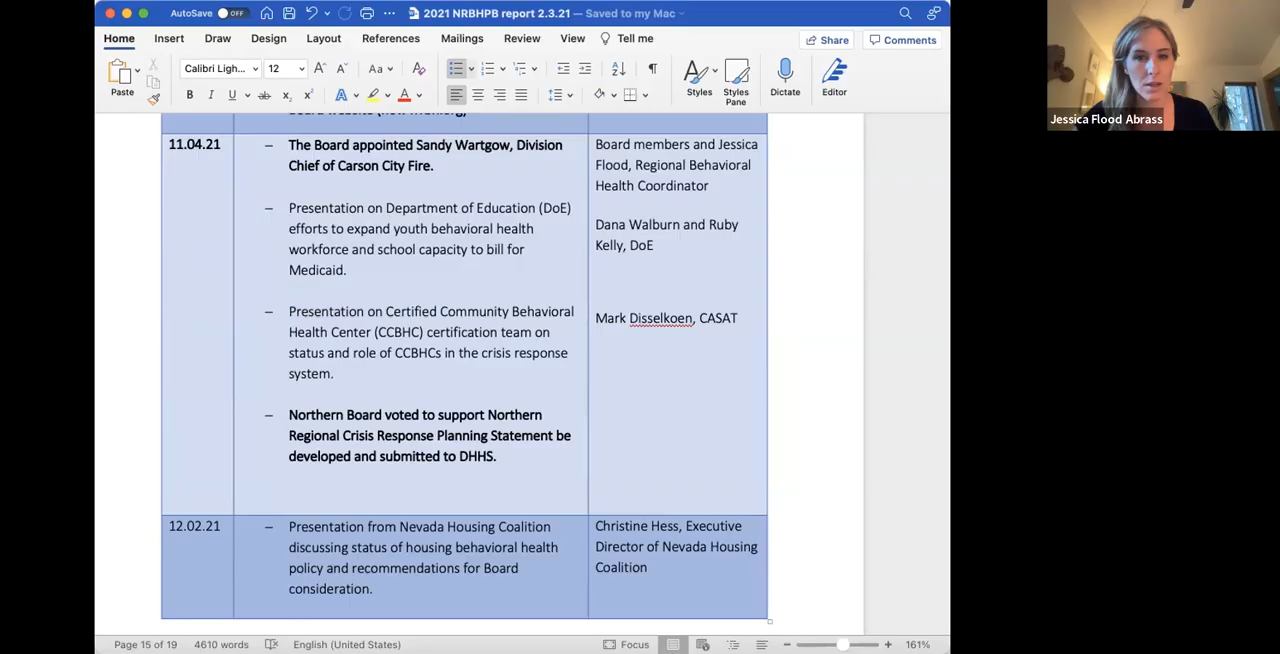 AutoSave OFF 2021 NRBHPB report 2.3.21 — Saved to my Mac
Home Insert Draw Design Layout References Mailings Review View Tell me Share Comments
Paste Calibri Ligh... 12 Styles Styles Pane Dictate Editor
11.04.21
– The Board appointed Sandy Wartgow, Division
Chief of Carson City Fire.
– Presentation on Department of Education (DoE)
efforts to expand youth behavioral health
workforce and school capacity to bill for
Medicaid.
– Presentation on Certified Community Behavioral
Health Center (CCBHC) certification team on
status and role of CCBHCs in the crisis response
system.
– Northern Board voted to support Northern
Regional Crisis Response Planning Statement be
developed and submitted to DHHS.
Board members and Jessica
Flood, Regional Behavioral
Health Coordinator
Dana Walburn and Ruby
Kelly, DoE
Mark Disselkoen, CASAT
12.02.21
– Presentation from Nevada Housing Coalition
discussing status of housing behavioral health
policy and recommendations for Board
consideration.
Christine Hess, Executive
Director of Nevada Housing
Coalition
Page 15 of 19 4610 words English (United States) Focus 161%
Jessica Flood Abrass